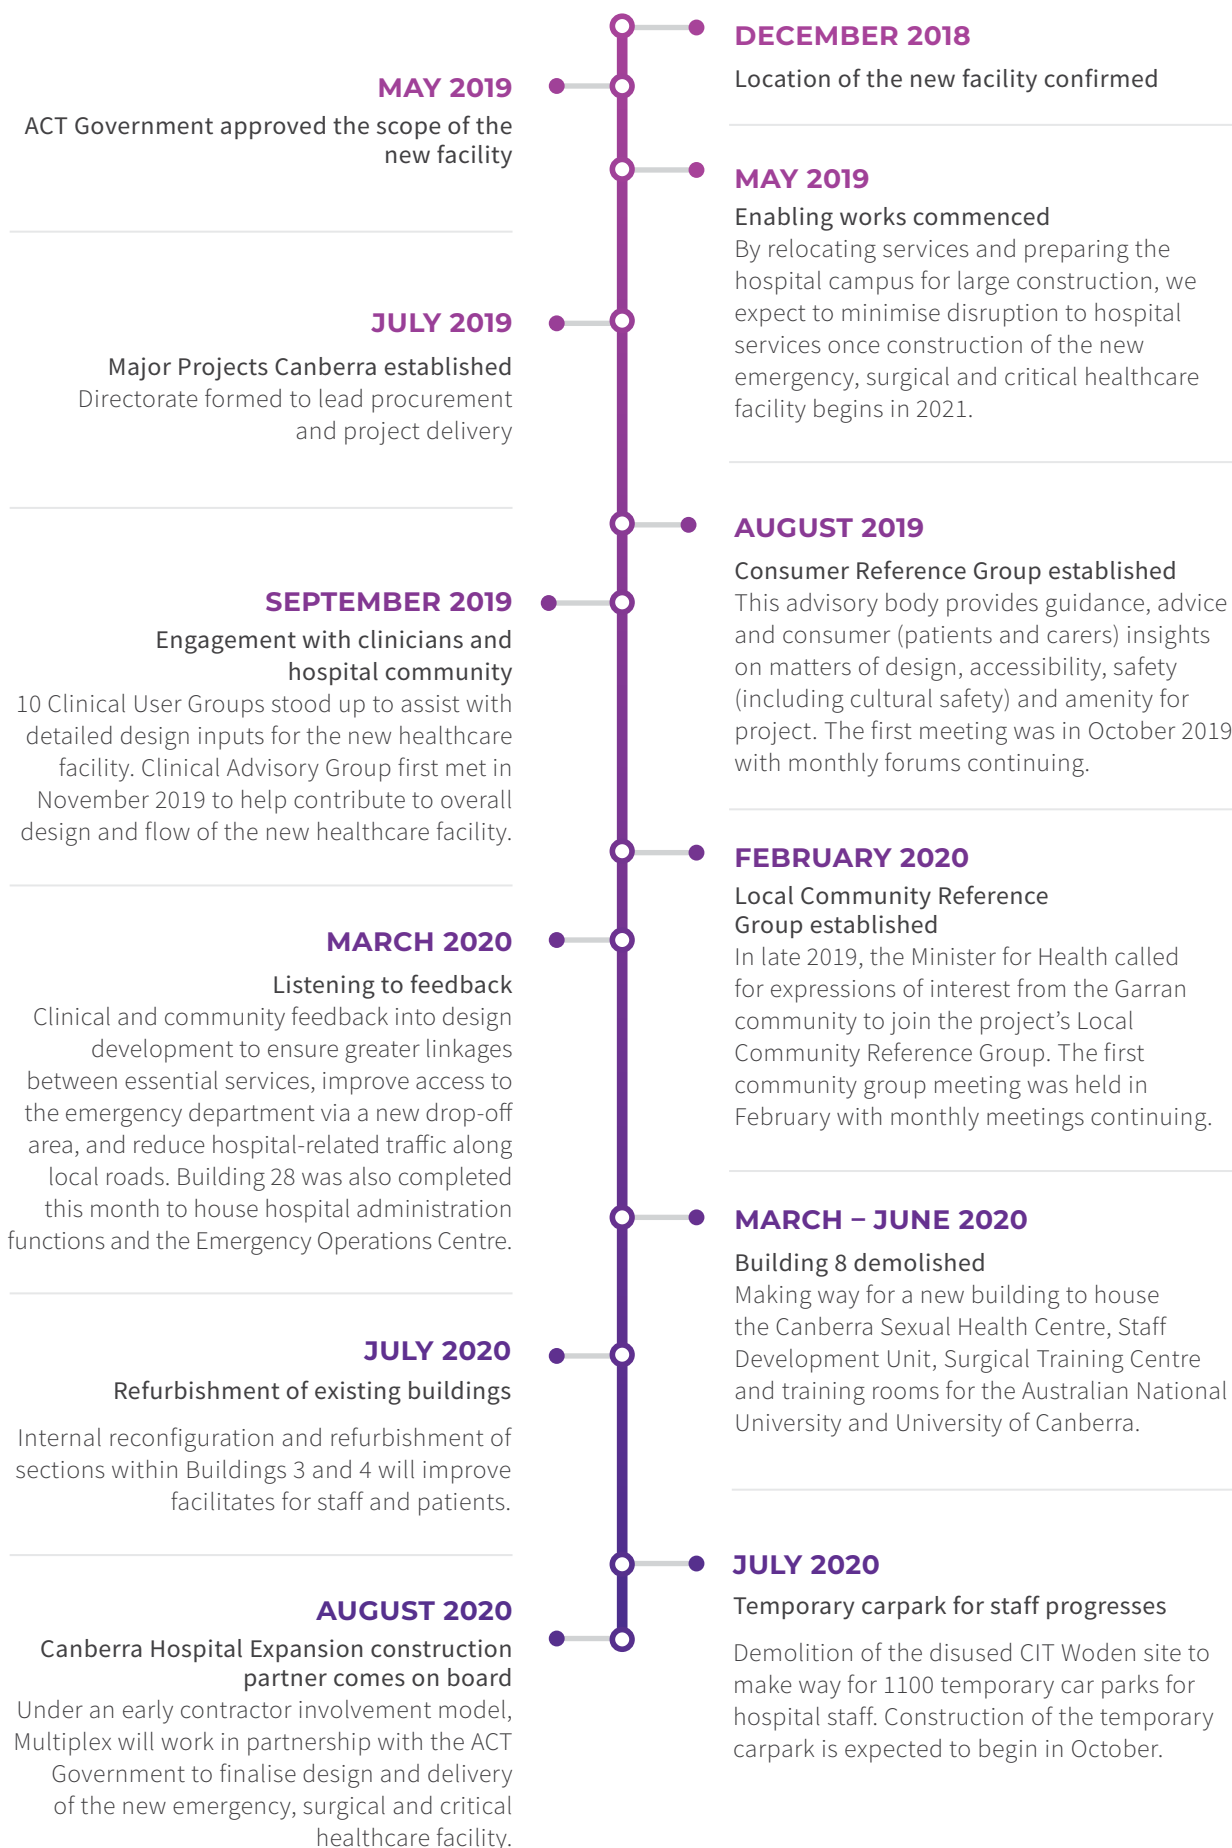 DECEMBER 2018
Location of the new facility confirmed
MAY 2019
ACT Government approved the scope of the
new facility
MAY 2019
Enabling works commenced
By relocating services and preparing the
hospital campus for large construction, we
expect to minimise disruption to hospital
services once construction of the new
emergency, surgical and critical healthcare
facility begins in 2021.
JULY 2019
Major Projects Canberra established
Directorate formed to lead procurement
and project delivery
AUGUST 2019
Consumer Reference Group established
This advisory body provides guidance, advice
and consumer (patients and carers) insights
on matters of design, accessibility, safety
(including cultural safety) and amenity for
project. The first meeting was in October 2019
with monthly forums continuing.
SEPTEMBER 2019
Engagement with clinicians and
hospital community
10 Clinical User Groups stood up to assist with
detailed design inputs for the new healthcare
facility. Clinical Advisory Group first met in
November 2019 to help contribute to overall
design and flow of the new healthcare facility.
FEBRUARY 2020
Local Community Reference
Group established
In late 2019, the Minister for Health called
for expressions of interest from the Garran
community to join the project’s Local
Community Reference Group. The first
community group meeting was held in
February with monthly meetings continuing.
MARCH 2020
Listening to feedback
Clinical and community feedback into design
development to ensure greater linkages
between essential services, improve access to
the emergency department via a new drop-off
area, and reduce hospital-related traffic along
local roads. Building 28 was also completed
this month to house hospital administration
functions and the Emergency Operations Centre.
MARCH – JUNE 2020
Building 8 demolished
Making way for a new building to house
the Canberra Sexual Health Centre, Staff
Development Unit, Surgical Training Centre
and training rooms for the Australian National
University and University of Canberra.
JULY 2020
Refurbishment of existing buildings
Internal reconfiguration and refurbishment of
sections within Buildings 3 and 4 will improve
facilitates for staff and patients.
JULY 2020
Temporary carpark for staff progresses
Demolition of the disused CIT Woden site to
make way for 1100 temporary car parks for
hospital staff. Construction of the temporary
carpark is expected to begin in October.
AUGUST 2020
Canberra Hospital Expansion construction
partner comes on board
Under an early contractor involvement model,
Multiplex will work in partnership with the ACT
Government to finalise design and delivery
of the new emergency, surgical and critical
healthcare facility.